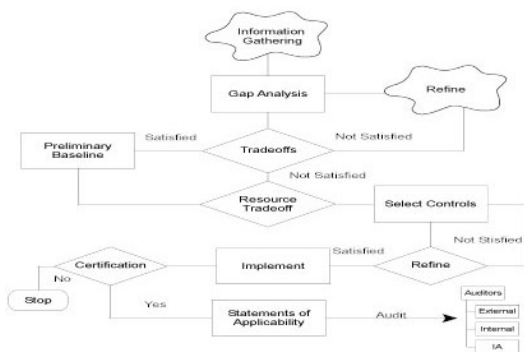 Information
Gathering
Gap Analysis
Refine
Satisfied
Not Satisfied
Preliminary
Baseline
Tradeoffs
Not Satisfied
Resource
Tradeoff
Select Controls
Satisfied
Not Stisfied
Certification
Implement
Refine
No
Stop
Yes
Statements of
Applicability
Audit
Auditors
External
Internal
IA